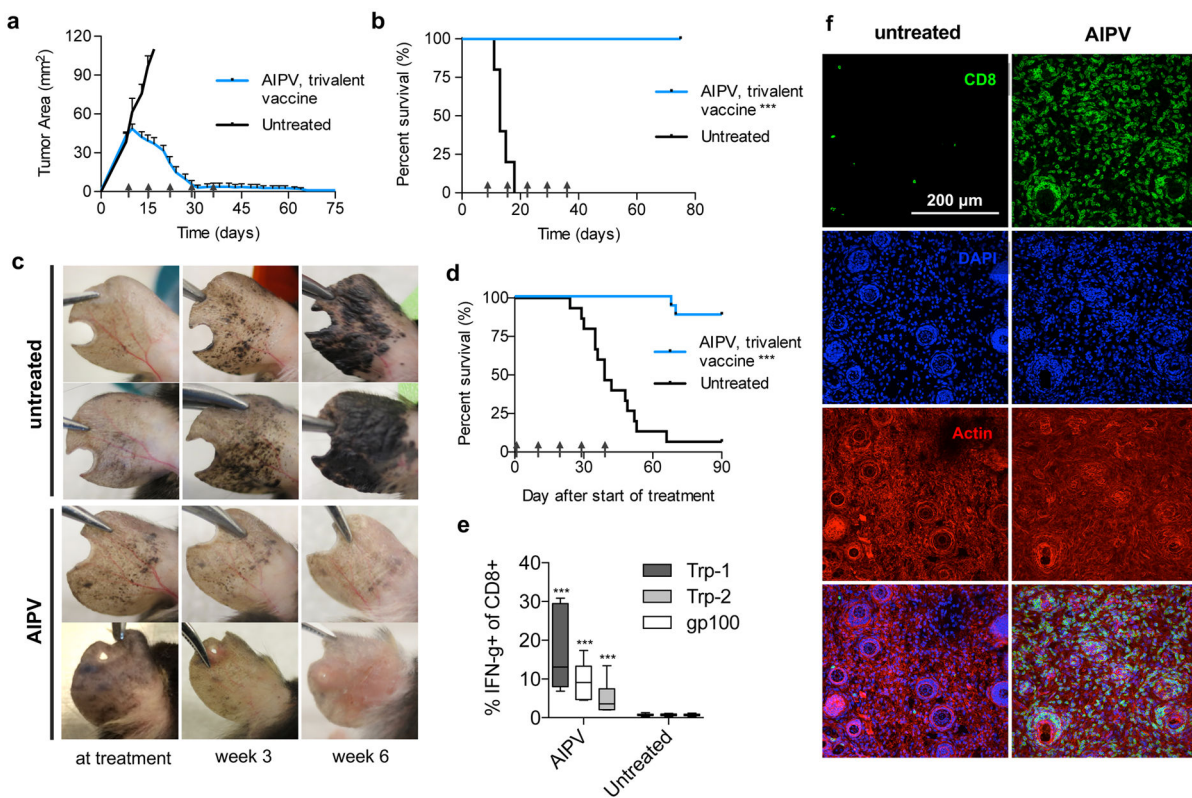 a
120
90
60
30
0
Tumor Area (mm²)
0
15
30
45
60
75
Time (days)
AIPV, trivalent
vaccine
Untreated
b
100
75
50
25
0
Percent survival (%)
0
20
40
60
80
Time (days)
AIPV, trivalent
vaccine ***
Untreated
c
untreated
AIPV
at treatment
week 3
week 6
d
100
75
50
25
0
Percent survival (%)
0
30
60
90
Day after start of treatment
AIPV, trivalent
vaccine ***
Untreated
e
40
30
20
10
0
% IFN-g+ of CD8+
***
***
***
Trp-1
Trp-2
gp100
AIPV
Untreated
f
untreated
AIPV
CD8
200 µm
DAPI
Actin